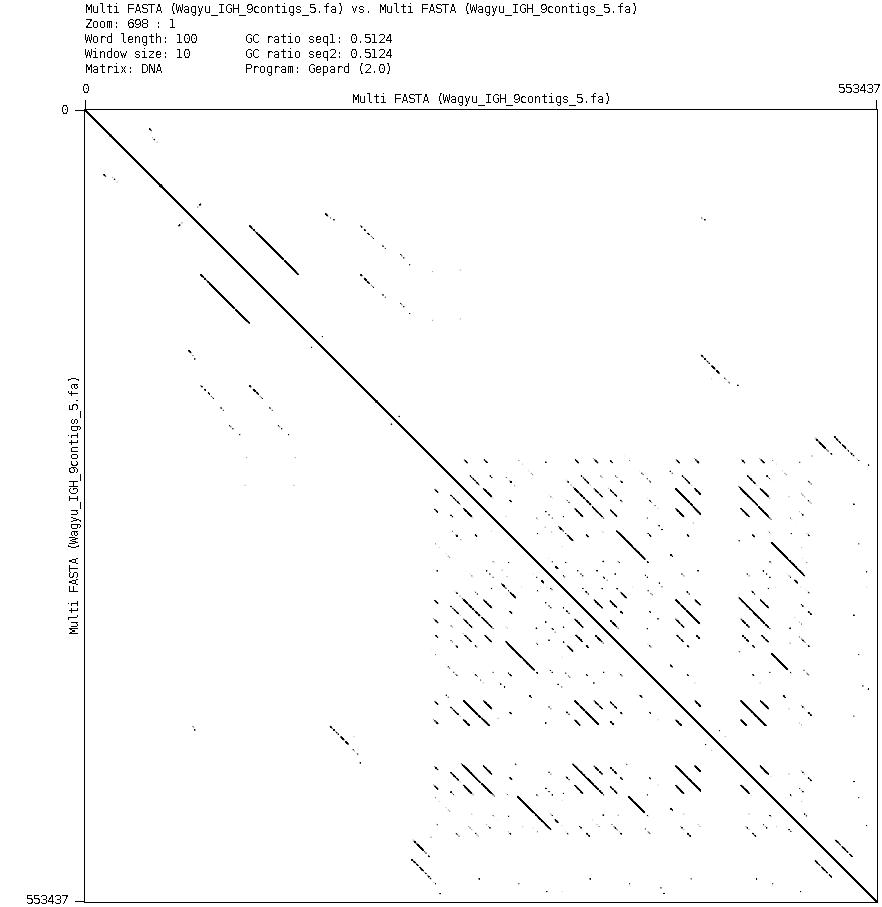 Multi FASTA (Wagyu_IGH_9contigs_5.fa) vs. Multi FASTA (Wagyu_IGH_9contigs_5.fa)
Zoom: 698 : 1
Word length: 100 GC ratio seq1: 0.5124
Window size: 10 GC ratio seq2: 0.5124
Matrix: DNA Program: Gepard (2.0)
0 553437
Multi FASTA (Wagyu_IGH_9contigs_5.fa)
0
Multi FASTA (Wagyu_IGH_9contigs_5.fa)
553437